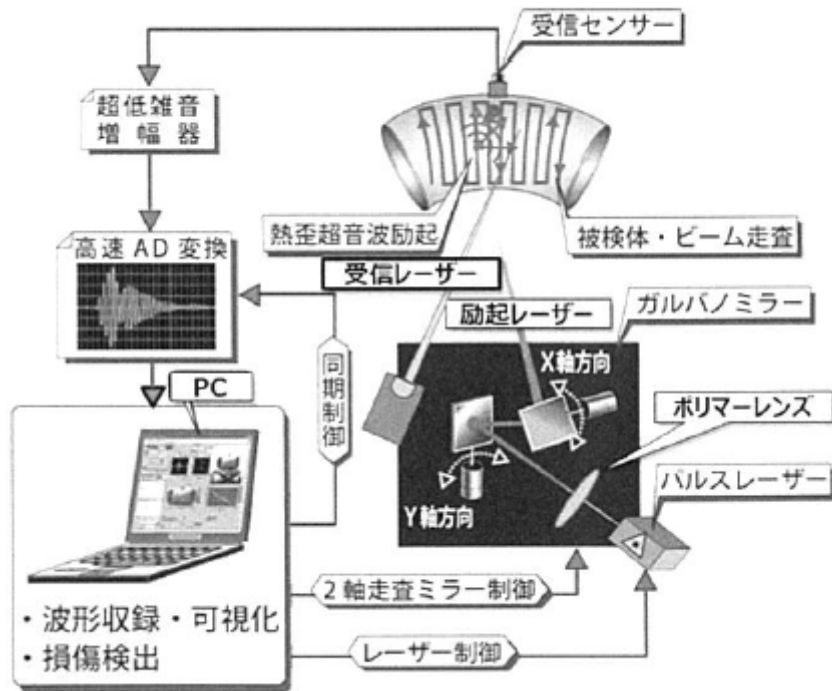 受信センサー
超低雑音
増幅器
熱歪超音波励起
被検体・ビーム走査
高速AD変換
受信レーザー
励起レーザー
ガルバノミラー
X軸方向
同期制御
PC
ポリマーレンズ
パルスレーザー
Y軸方向
2軸走査ミラー制御
・波形収録・可視化
・損傷検出
レーザー制御